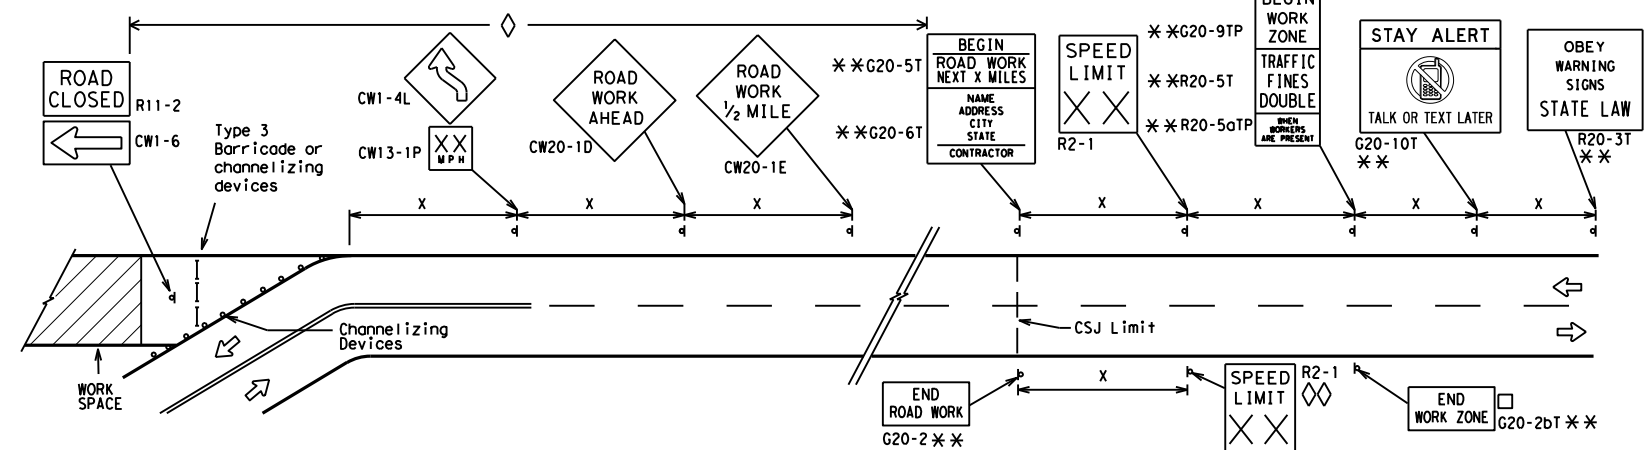 ROAD
CLOSED
R11-2
CW1-6
Type 3
Barricade or
channelizing
devices
CW1-4L
XX
MPH
CW13-1P
ROAD
WORK
AHEAD
CW20-1D
ROAD
WORK
1/2 MILE
CW20-1E
**G20-5T
**G20-6T
BEGIN
ROAD WORK
NEXT X MILES
NAME
ADDRESS
CITY
STATE
CONTRACTOR
SPEED
LIMIT
XX
R2-1
**G20-9TP
**R20-5T
**R20-5aTP
BEGIN
WORK
ZONE
TRAFFIC
FINES
DOUBLE
WHEN
WORKERS
ARE PRESENT
STAY ALERT
TALK OR TEXT LATER
G20-10T
**
OBEY
WARNING
SIGNS
STATE LAW
R20-3T
**
X
X
X
X
X
X
X
Channelizing
Devices
CSJ Limit
WORK
SPACE
END
ROAD WORK
G20-2**
X
SPEED
LIMIT
XX
R2-1
END
WORK ZONE
G20-2bT**